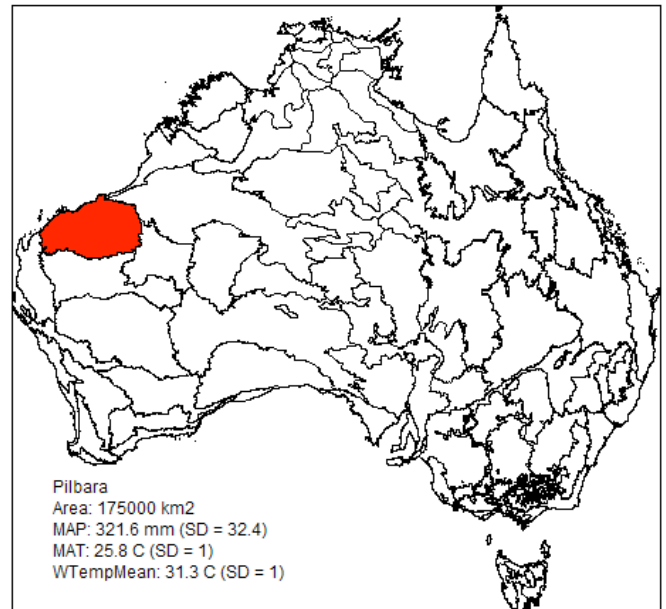 Pilbara
Area: 175000 km2
MAP: 321.6 mm (SD = 32.4)
MAT: 25.8 C (SD = 1)
WTempMean: 31.3 C (SD = 1)